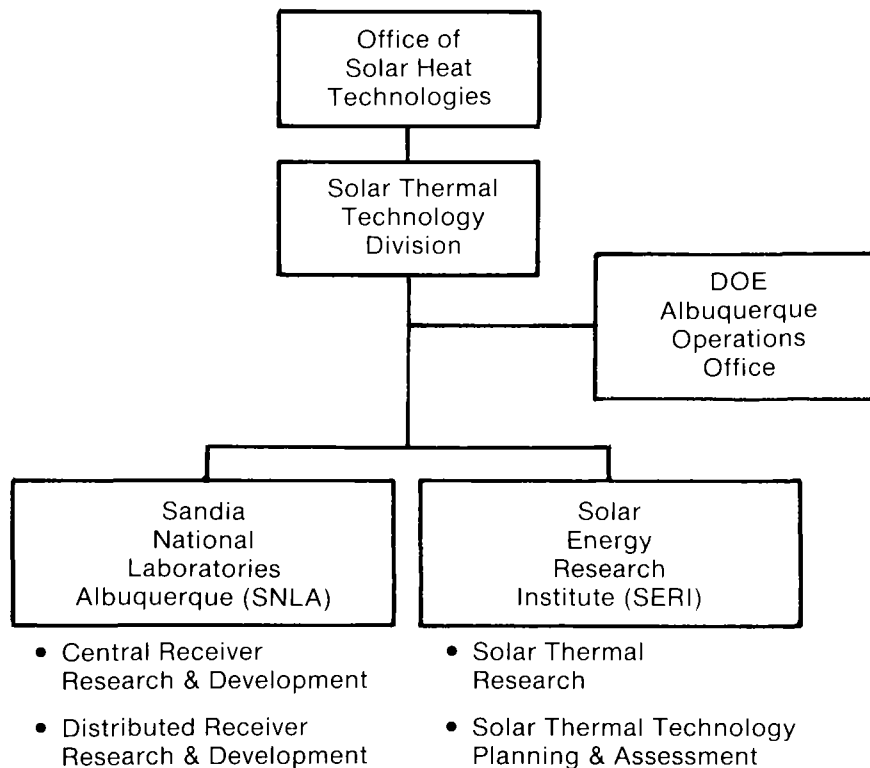 Office of
Solar Heat
Technologies
Solar Thermal
Technology
Division
DOE
Albuquerque
Operations
Office
Sandia
National
Laboratories
Albuquerque (SNLA)
• Central Receiver
Research & Development
• Distributed Receiver
Research & Development
Solar
Energy
Research
Institute (SERI)
• Solar Thermal
Research
• Solar Thermal Technology
Planning & Assessment